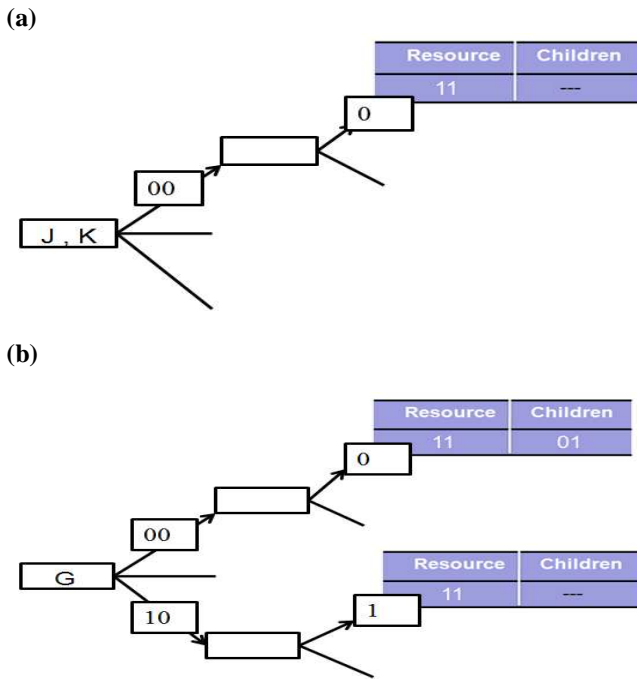 (a)
Resource Children
11 ---
0
00
J , K
(b)
Resource Children
11 01
0
00
G
Resource Children
11 ---
10
1